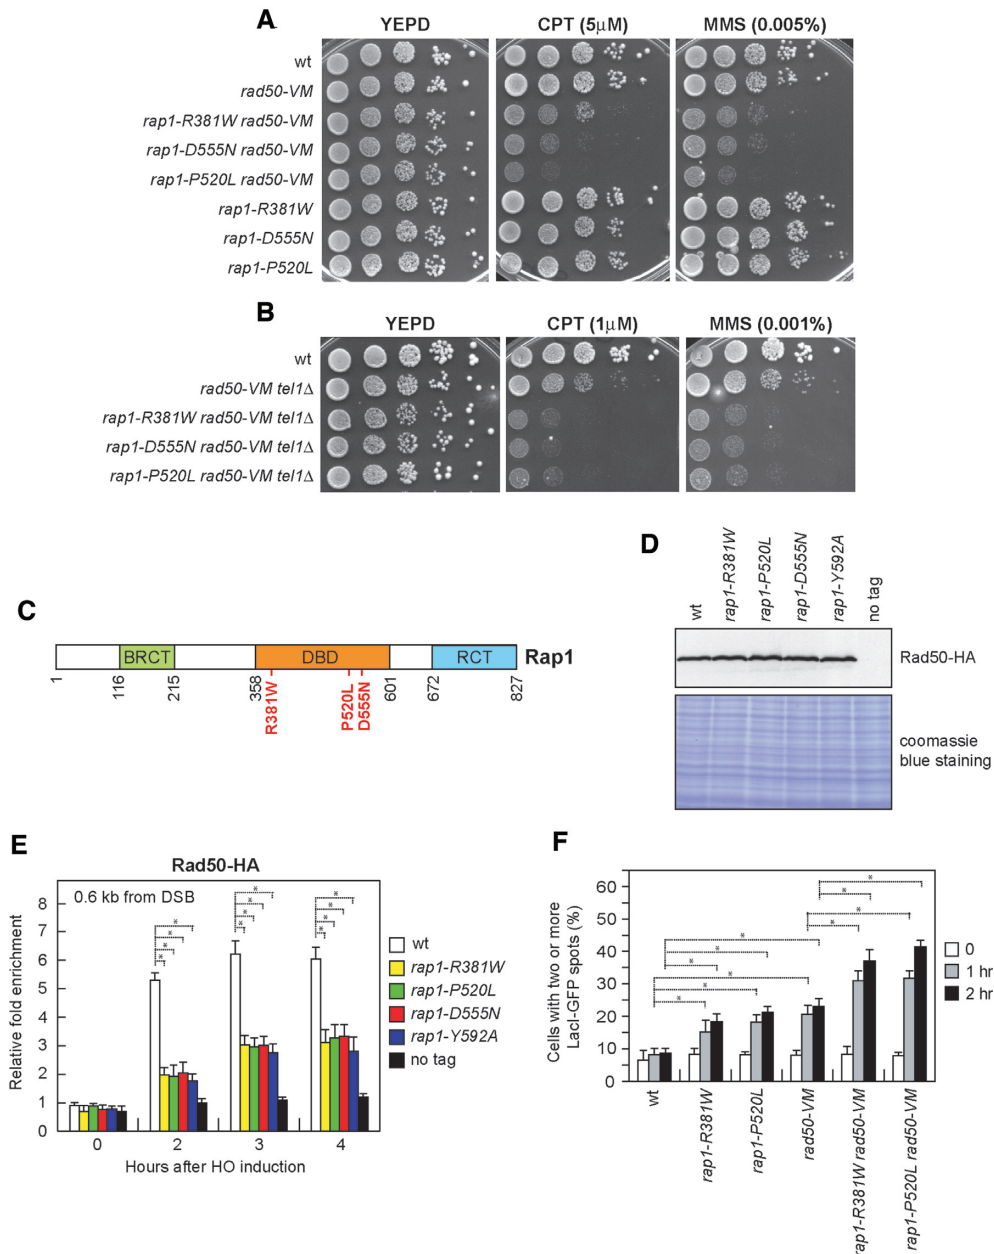 A
YEPD
CPT (5µM)
MMS (0.005%)
wt
rad50-VM
rap1-R381W rad50-VM
rap1-D555N rad50-VM
rap1-P520L rad50-VM
rap1-R381W
rap1-D555N
rap1-P520L
B
YEPD
CPT (1µM)
MMS (0.001%)
wt
rad50-VM tel1Δ
rap1-R381W rad50-VM tel1Δ
rap1-D555N rad50-VM tel1Δ
rap1-P520L rad50-VM tel1Δ
C
BRCT
DBD
RCT
Rap1
1
116
215
358
601
672
827
R381W
P520L
D555N
D
wt
rap1-R381W
rap1-P520L
rap1-D555N
rap1-Y592A
no tag
Rad50-HA
coomassie
blue staining
E
Rad50-HA
0.6 kb from DSB
Relative fold enrichment
8
7
6
5
4
3
2
1
0
* * * *
* * * *
* * * *
0
2
3
4
Hours after HO induction
wt
rap1-R381W
rap1-P520L
rap1-D555N
rap1-Y592A
no tag
F
Cells with two or more
LacI-GFP spots (%)
60
50
40
30
20
10
0
* * * * * * * * * *
wt
rap1-R381W
rap1-P520L
rad50-VM
rap1-R381W rad50-VM
rap1-P520L rad50-VM
0
1 hr
2 hr